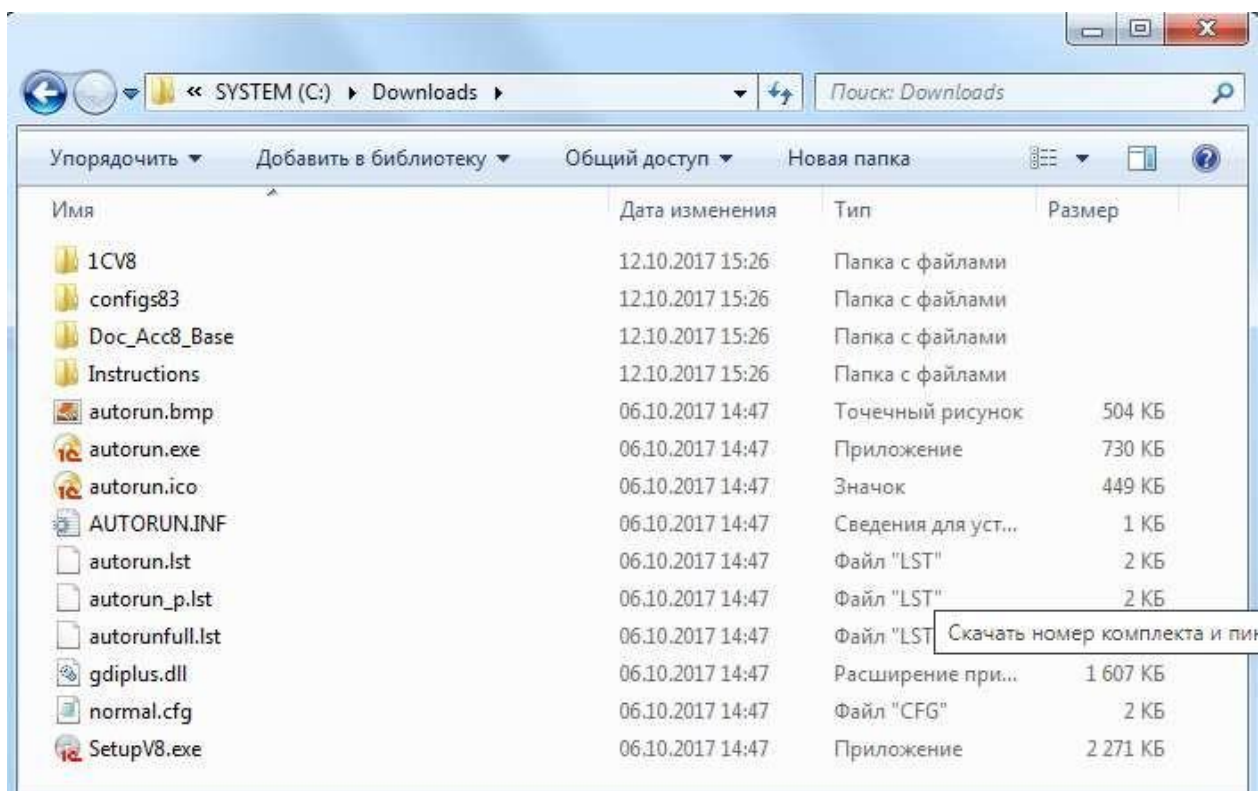 « SYSTEM (C:) ▸ Downloads ▸ Поиск: Downloads
Упорядочить ▼ Добавить в библиотеку ▼ Общий доступ ▼ Новая папка
Имя Дата изменения Тип Размер
1CV8 12.10.2017 15:26 Папка с файлами
configs83 12.10.2017 15:26 Папка с файлами
Doc_Acc8_Base 12.10.2017 15:26 Папка с файлами
Instructions 12.10.2017 15:26 Папка с файлами
autorun.bmp 06.10.2017 14:47 Точечный рисунок 504 КБ
autorun.exe 06.10.2017 14:47 Приложение 730 КБ
autorun.ico 06.10.2017 14:47 Значок 449 КБ
AUTORUN.INF 06.10.2017 14:47 Сведения для уст... 1 КБ
autorun.lst 06.10.2017 14:47 Файл "LST" 2 КБ
autorun_p.lst 06.10.2017 14:47 Файл "LST" 2 КБ
autorunfull.lst 06.10.2017 14:47 Файл "LST Скачать номер комплекта и пин
gdiplus.dll 06.10.2017 14:47 Расширение при... 1 607 КБ
normal.cfg 06.10.2017 14:47 Файл "CFG" 2 КБ
SetupV8.exe 06.10.2017 14:47 Приложение 2 271 КБ